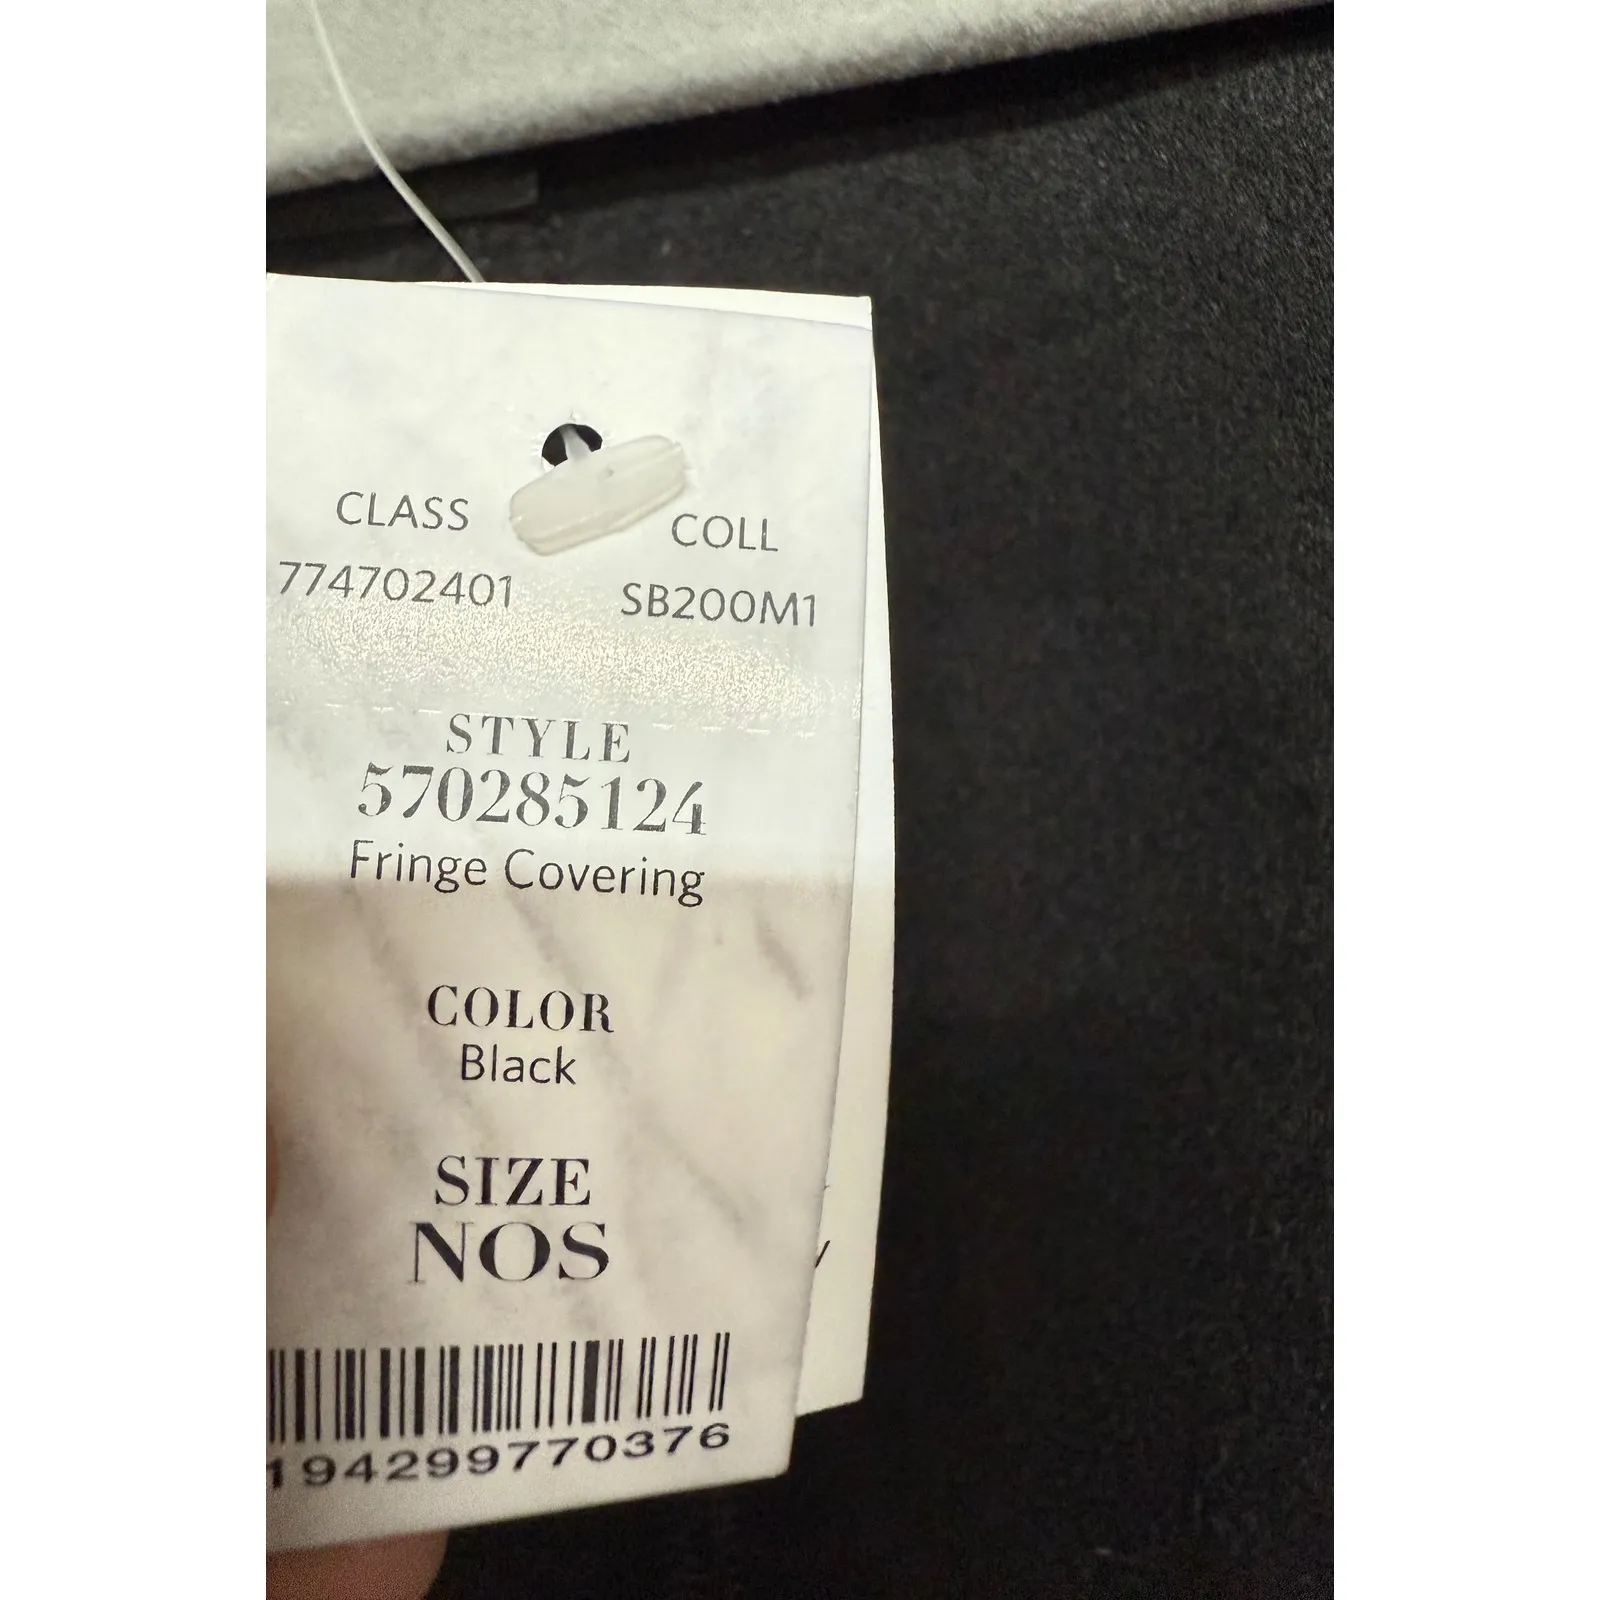 CLASS COLL
774702401 SB200M1
STYLE
570285124
Fringe Covering
COLOR
Black
SIZE
NOS
194299770376